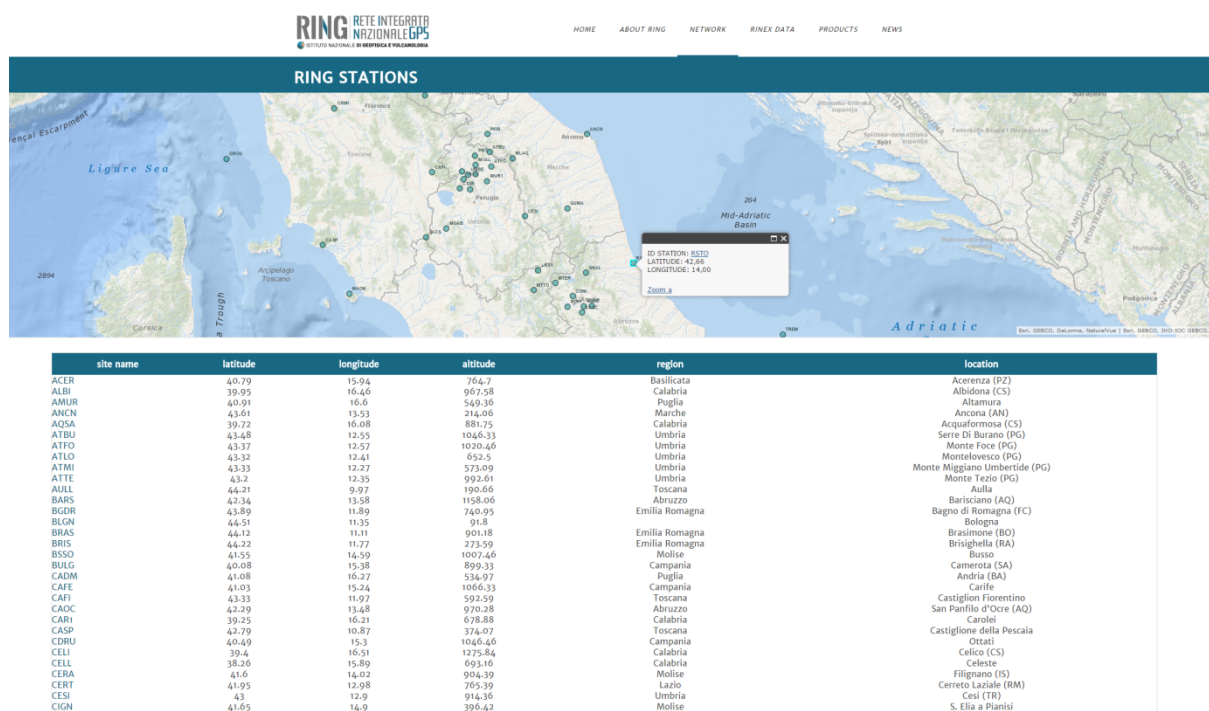 RING RETE INTEGRATA NAZIONALE GPS
ISTITUTO NAZIONALE DI GEOFISICA E VULCANOLOGIA
HOME ABOUT RING NETWORK RINEX DATA PRODUCTS NEWS
RING STATIONS
Florence
Ancona
ANCN
Ligure Sea
Toscana
Marche
Perugia
Umbria
Split
264
Mid-Adriatic
Basin
ID STATION: RSTO
LATITUDE: 42,66
LONGITUDE: 14,00
Zoom a
2894
Arcipelago
Toscano
Corsica
Abruzzo
Podgorica
Adriatic
site name latitude longitude altitude region location
ACER 40.79 15.94 764.7 Basilicata Acerenza (PZ)
ALBI 39.95 16.46 967.58 Calabria Albidona (CS)
AMUR 40.91 16.6 549.36 Puglia Altamura
ANCN 43.61 13.53 214.06 Marche Ancona (AN)
AQSA 39.72 16.08 881.75 Calabria Acquaformosa (CS)
ATBU 43.48 12.55 1046.33 Umbria Serre Di Burano (PG)
ATFO 43.37 12.57 1020.46 Umbria Monte Foce (PG)
ATLO 43.32 12.41 652.5 Umbria Montelovesco (PG)
ATMI 43.33 12.27 573.09 Umbria Monte Miggiano Umbertide (PG)
ATTE 43.2 12.35 992.61 Umbria Monte Tezio (PG)
AULL 44.21 9.97 190.66 Toscana Aulla
BARS 42.34 13.58 1158.06 Abruzzo Barisciano (AQ)
BGDR 43.89 11.89 740.95 Emilia Romagna Bagno di Romagna (FC)
BLGN 44.51 11.35 91.8 Bologna
BRAS 44.12 11.11 901.18 Emilia Romagna Brasimone (BO)
BRIS 44.22 11.77 273.59 Emilia Romagna Brisighella (RA)
BSSO 41.55 14.59 1007.46 Molise Busso
BULG 40.08 15.38 899.33 Campania Camerota (SA)
CADM 41.08 16.27 534.97 Puglia Andria (BA)
CAFE 41.03 15.24 1066.33 Campania Carife
CAFI 43.33 11.97 592.59 Toscana Castiglion Fiorentino
CAOC 42.29 13.48 970.28 Abruzzo San Panfilo d'Ocre (AQ)
CAR1 39.25 16.21 678.88 Calabria Carolei
CASP 42.79 10.87 374.07 Toscana Castiglione della Pescaia
CDRU 40.49 15.3 1046.46 Campania Ottati
CELI 39.4 16.51 1275.84 Calabria Celico (CS)
CELL 38.26 15.89 693.16 Calabria Celeste
CERA 41.6 14.02 904.39 Molise Filignano (IS)
CERT 41.95 12.98 765.39 Lazio Cerreto Laziale (RM)
CESI 43 12.9 914.36 Umbria Cesi (TR)
CIGN 41.65 14.9 396.42 Molise S. Elia a Pianisi